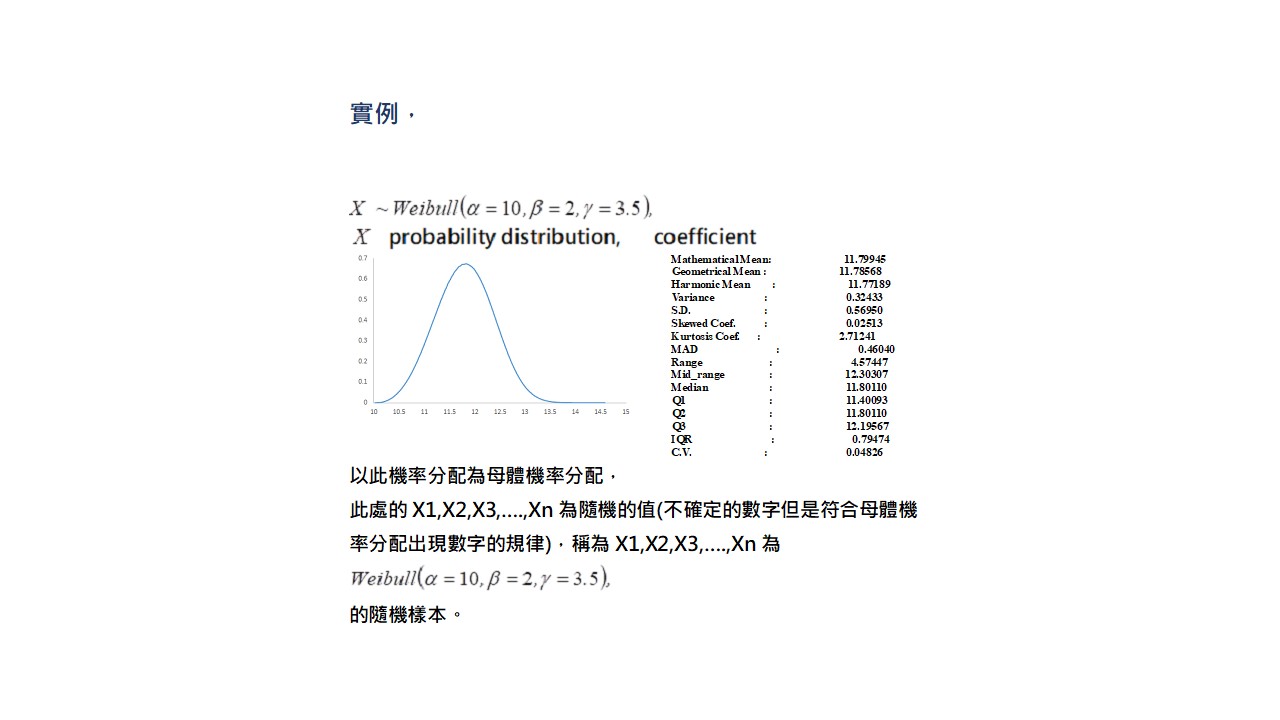 實例，
X ~ Weibull(α = 10, β = 2, γ = 3.5),
X probability distribution, coefficient
0.7
0.6
0.5
0.4
0.3
0.2
0.1
0
10 10.5 11 11.5 12 12.5 13 13.5 14 14.5 15
Mathematical Mean: 11.79945
Geometrical Mean : 11.78568
Harmonic Mean : 11.77189
Variance : 0.32433
S.D. : 0.56950
Skewed Coef. : 0.02513
Kurtosis Coef. : 2.71241
MAD : 0.46040
Range : 4.57447
Mid_range : 12.30307
Median : 11.80110
Q1 : 11.40093
Q2 : 11.80110
Q3 : 12.19567
IQR : 0.79474
C.V. : 0.04826
以此機率分配為母體機率分配，
此處的 X1,X2,X3,....,Xn 為隨機的值(不確定的數字但是符合母體機
率分配出現數字的規律)，稱為 X1,X2,X3,....,Xn 為
Weibull(α = 10, β = 2, γ = 3.5),
的隨機樣本。